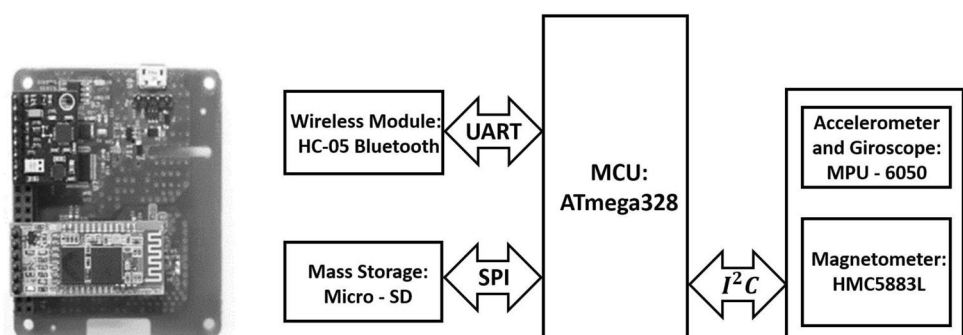 Wireless Module:
HC-05 Bluetooth
UART
Mass Storage:
Micro - SD
SPI
MCU:
ATmega328
I²C
Accelerometer
and Giroscope:
MPU - 6050
Magnetometer:
HMC5883L